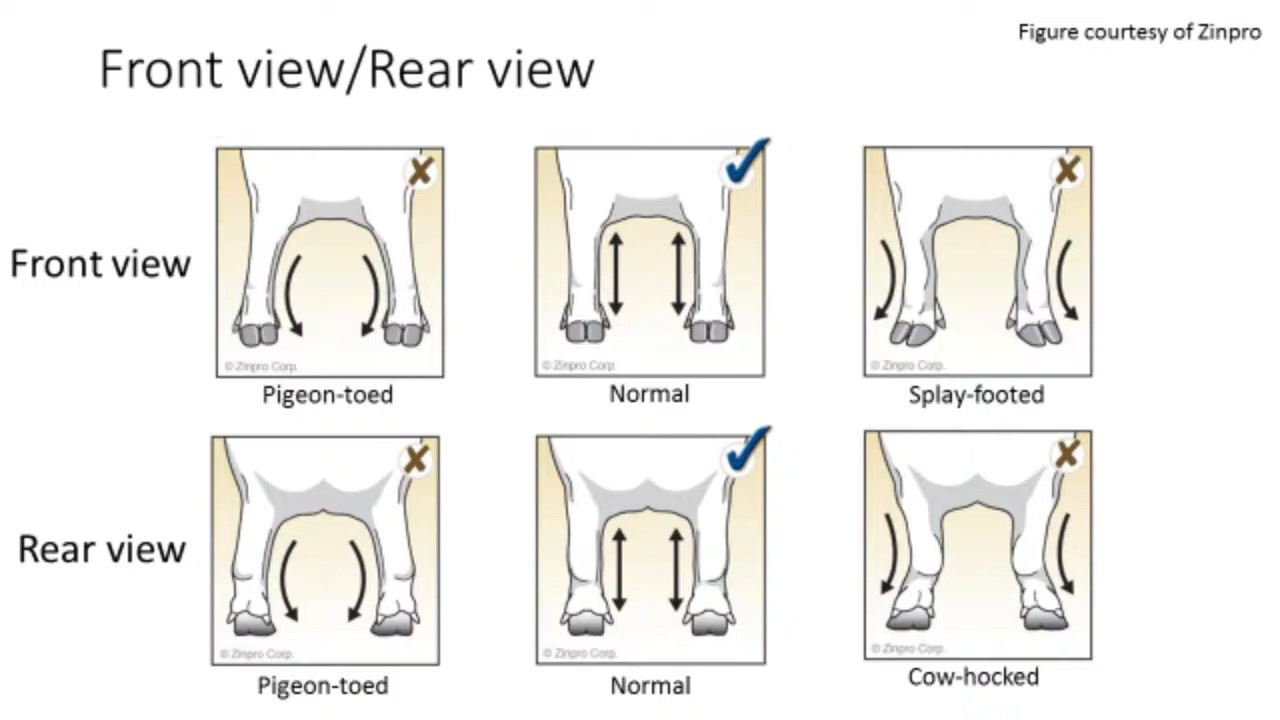 Figure courtesy of Zinpro
Front view/Rear view
Front view
© Zinpro Corp.
© Zinpro Corp.
© Zinpro Corp.
Pigeon-toed
Normal
Splay-footed
Rear view
© Zinpro Corp.
© Zinpro Corp.
© Zinpro Corp.
Pigeon-toed
Normal
Cow-hocked